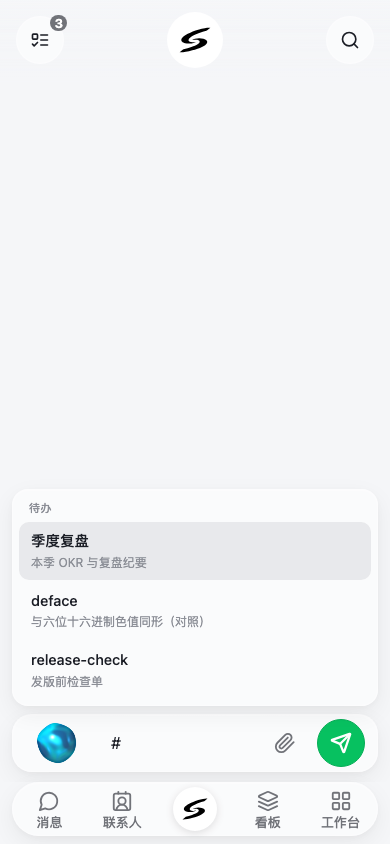 3
待办
季度复盘
本季 OKR 与复盘纪要
deface
与六位十六进制色值同形（对照）
release-check
发版前检查单
#
消息
联系人
看板
工作台